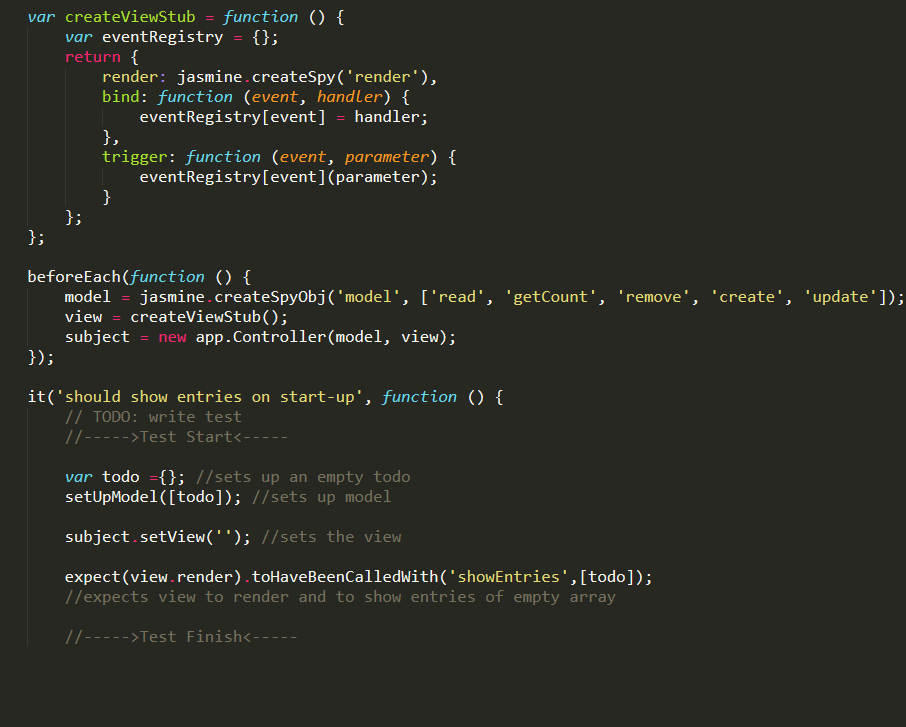 var createViewStub = function () {
    var eventRegistry = {};
    return {
        render: jasmine.createSpy('render'),
        bind: function (event, handler) {
            eventRegistry[event] = handler;
        },
        trigger: function (event, parameter) {
            eventRegistry[event](parameter);
        }
    };
};
beforeEach(function () {
    model = jasmine.createSpyObj('model', ['read', 'getCount', 'remove', 'create', 'update']);
    view = createViewStub();
    subject = new app.Controller(model, view);
});
it('should show entries on start-up', function () {
    // TODO: write test
    //----->Test Start<-----
    var todo ={}; //sets up an empty todo
    setUpModel([todo]); //sets up model
    subject.setView(''); //sets the view
    expect(view.render).toHaveBeenCalledWith('showEntries',[todo]);
    //expects view to render and to show entries of empty array
    //----->Test Finish<-----